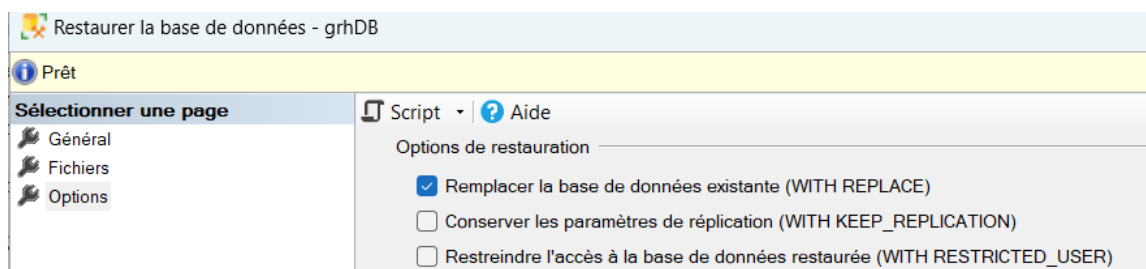 Restaurer la base de données - grhDB
Prêt
Sélectionner une page
Général
Fichiers
Options
Script
Aide
Options de restauration
Remplacer la base de données existante (WITH REPLACE)
Conserver les paramètres de réplication (WITH KEEP_REPLICATION)
Restreindre l'accès à la base de données restaurée (WITH RESTRICTED_USER)